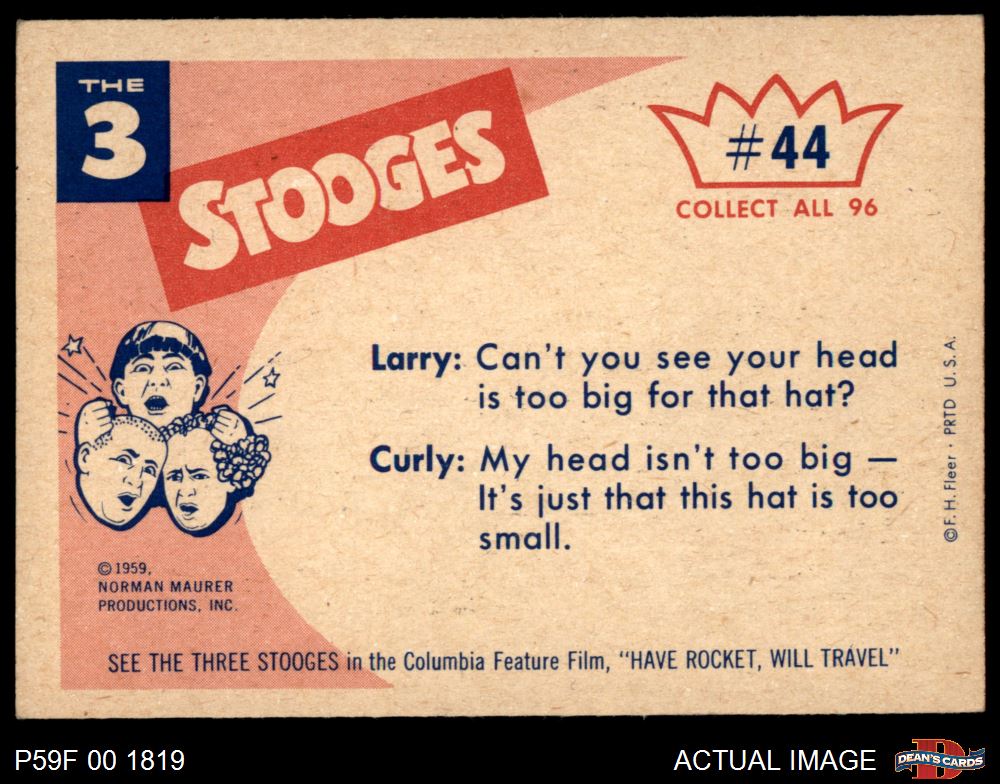 THE
3
STOOGES
#44
COLLECT ALL 96
Larry: Can't you see your head
is too big for that hat?
Curly: My head isn't too big —
It's just that this hat is too
small.
©F.H.Fleer • PRTD U.S.A.
©1959,
NORMAN MAURER
PRODUCTIONS, INC.
SEE THE THREE STOOGES in the Columbia Feature Film, "HAVE ROCKET, WILL TRAVEL"
P59F 00 1819
ACTUAL IMAGE
DEAN'S CARDS